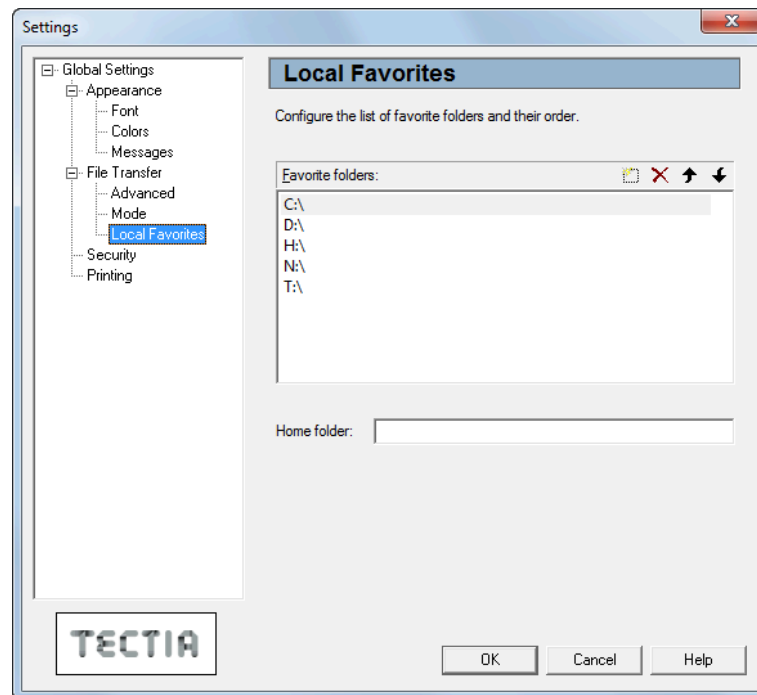 Settings
Global Settings
Appearance
Font
Colors
Messages
File Transfer
Advanced
Mode
Local Favorites
Security
Printing
TECTIA
Local Favorites
Configure the list of favorite folders and their order.
Favorite folders:
C:\
D:\
H:\
N:\
T:\
Home folder:
OK
Cancel
Help